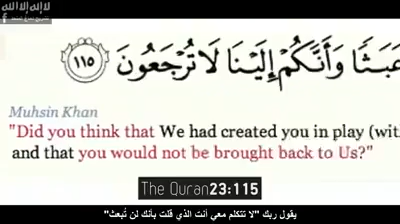 لا إله إلا الله
عَبَثًا وَأَنَّكُمْ إِلَيْنَا لَا تُرْجَعُونَ ﴿١١٥﴾
Muhsin Khan
"Did you think that We had created you in play (wit
and that you would not be brought back to Us?"
The Quran23:115
يقول ربك "لا تتكلم معي أنت الذي قلت بأنك لن تُبعث"